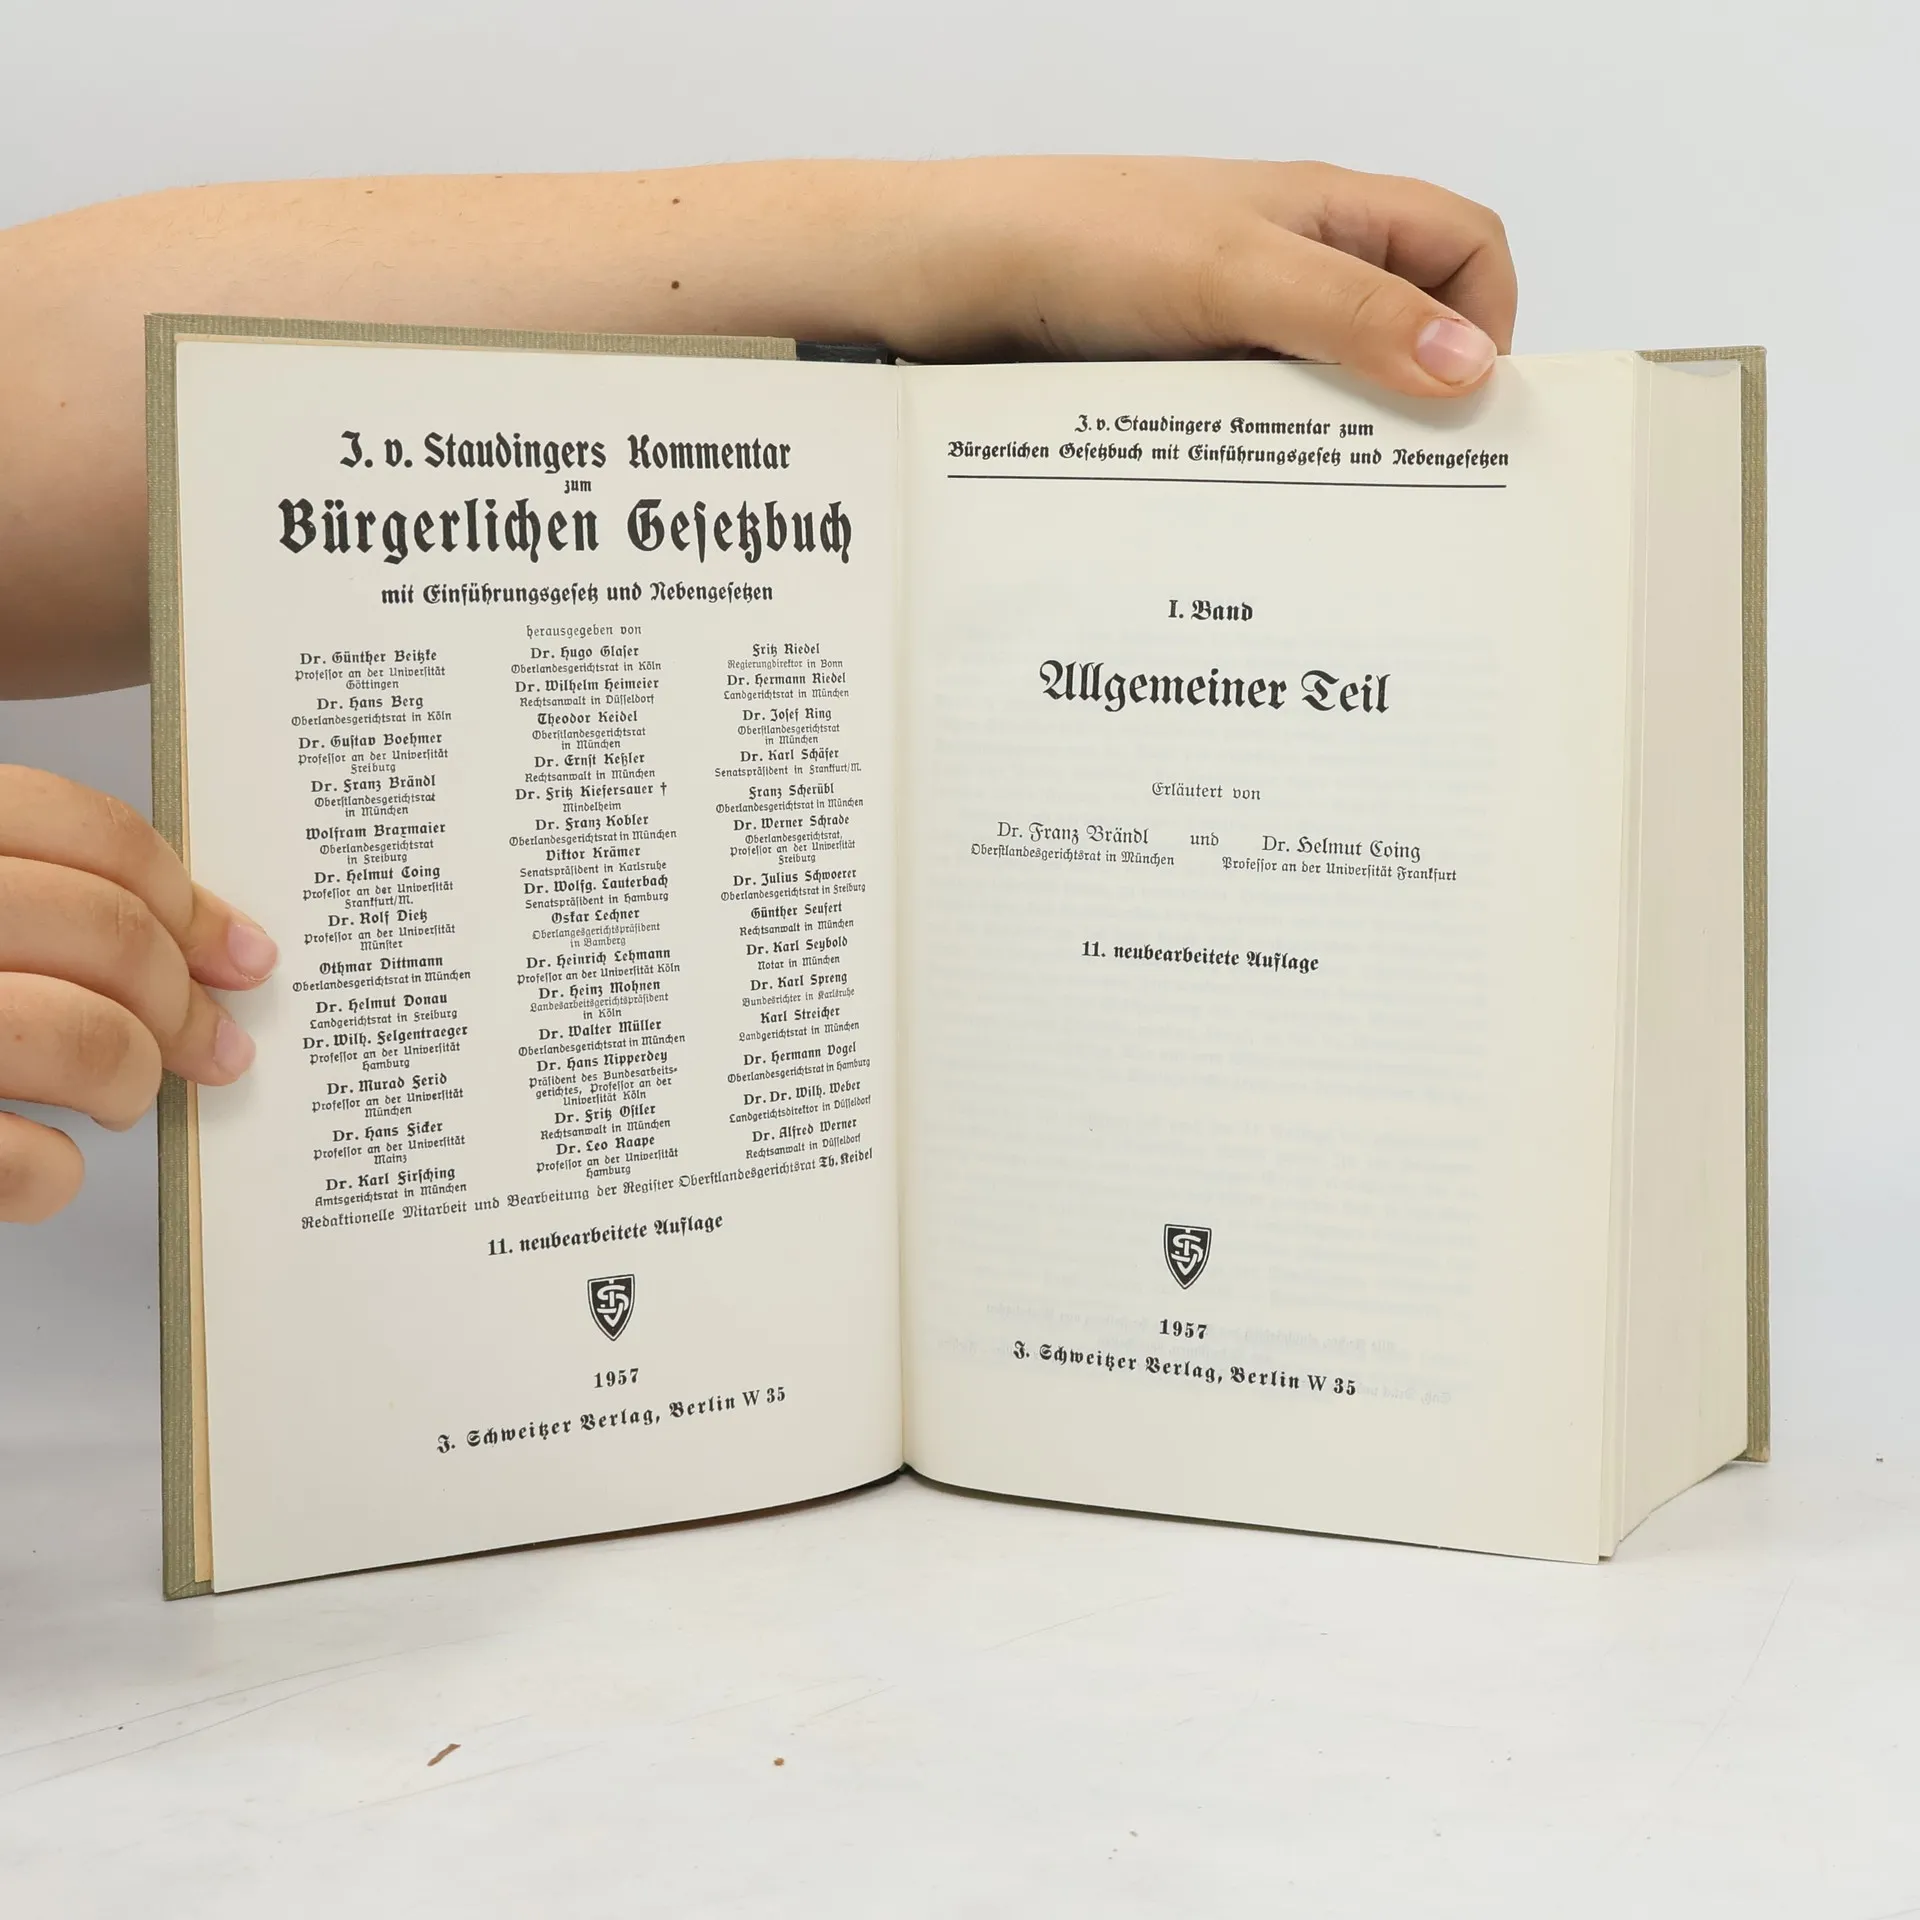 J. v. Staudingers Kommentar
zum
Bürgerlichen Gesetzbuch
mit Einführungsgesetz und Nebengesetzen
herausgegeben von
Dr. Günther Beitzke
Professor an der Universität
Göttingen
Dr. Hans Berg
Oberlandesgerichtsrat in Köln
Dr. Gustav Boehmer
Professor an der Universität
Freiburg
Dr. Franz Brändl
Oberstlandesgerichtsrat
in München
Wolfram Braxmaier
Oberlandesgerichtsrat
in Freiburg
Dr. Helmut Coing
Professor an der Universität
Frankfurt/M.
Dr. Rolf Dietz
Professor an der Universität
Münster
Othmar Dittmann
Oberlandesgerichtsrat in München
Dr. Helmut Donau
Landgerichtsrat in Freiburg
Dr. Wilh. Felgentraeger
Professor an der Universität
Hamburg
Dr. Murad Ferid
Professor an der Universität
München
Dr. Hans Ficker
Professor an der Universität
Mainz
Dr. Karl Firsching
Amtsgerichtsrat in München
Dr. Hugo Glaser
Oberlandesgerichtsrat in Köln
Dr. Wilhelm Heimeier
Rechtsanwalt in Düsseldorf
Theodor Keidel
Oberstlandesgerichtsrat
in München
Dr. Ernst Keßler
Rechtsanwalt in München
Dr. Fritz Kiefersauer †
Mindelheim
Dr. Franz Kobler
Oberlandesgerichtsrat in München
Viktor Krämer
Senatspräsident in Karlsruhe
Dr. Wolfg. Lauterbach
Senatspräsident in Hamburg
Oskar Lechner
Oberlangesgerichtspräsident
in Bamberg
Dr. Heinrich Lehmann
Professor an der Universität Köln
Dr. Heinz Mohnen
Landesarbeitsgerichtspräsident
in Köln
Dr. Walter Müller
Oberlandesgerichtsrat in München
Dr. Hans Nipperdey
Präsident des Bundesarbeits-
gerichtes, Professor an der
Universität Köln
Dr. Fritz Ostler
Rechtsanwalt in München
Dr. Leo Raape
Professor an der Universität
Hamburg
Fritz Riedel
Regierungsdirektor in Bonn
Dr. Hermann Riedel
Landgerichtsrat in München
Dr. Josef Ring
Oberstlandesgerichtsrat
in München
Dr. Karl Schäfer
Senatspräsident in Frankfurt/M.
Franz Scherübl
Oberlandesgerichtsrat in München
Dr. Werner Schrade
Oberlandesgerichtsrat,
Professor an der Universität
Freiburg
Dr. Julius Schwoerer
Oberlandesgerichtsrat in Freiburg
Günther Seufert
Rechtsanwalt in München
Dr. Karl Seybold
Notar in München
Dr. Karl Spreng
Bundesrichter in Karlsruhe
Karl Streicher
Landgerichtsrat in München
Dr. Hermann Vogel
Oberlandesgerichtsrat in Hamburg
Dr. Dr. Wilh. Weber
Landgerichtsdirektor in Düsseldorf
Dr. Alfred Werner
Rechtsanwalt in Düsseldorf
Redaktionelle Mitarbeit und Bearbeitung der Register Oberstlandesgerichtsrat Th. Keidel
11. neubearbeitete Auflage
1957
J. Schweitzer Verlag, Berlin W 35
J. v. Staudingers Kommentar zum
Bürgerlichen Gesetzbuch mit Einführungsgesetz und Nebengesetzen
I. Band
Allgemeiner Teil
Erläutert von
Dr. Franz Brändl und Dr. Helmut Coing
Oberstlandesgerichtsrat in München Professor an der Universität Frankfurt
11. neubearbeitete Auflage
1957
J. Schweitzer Verlag, Berlin W 35